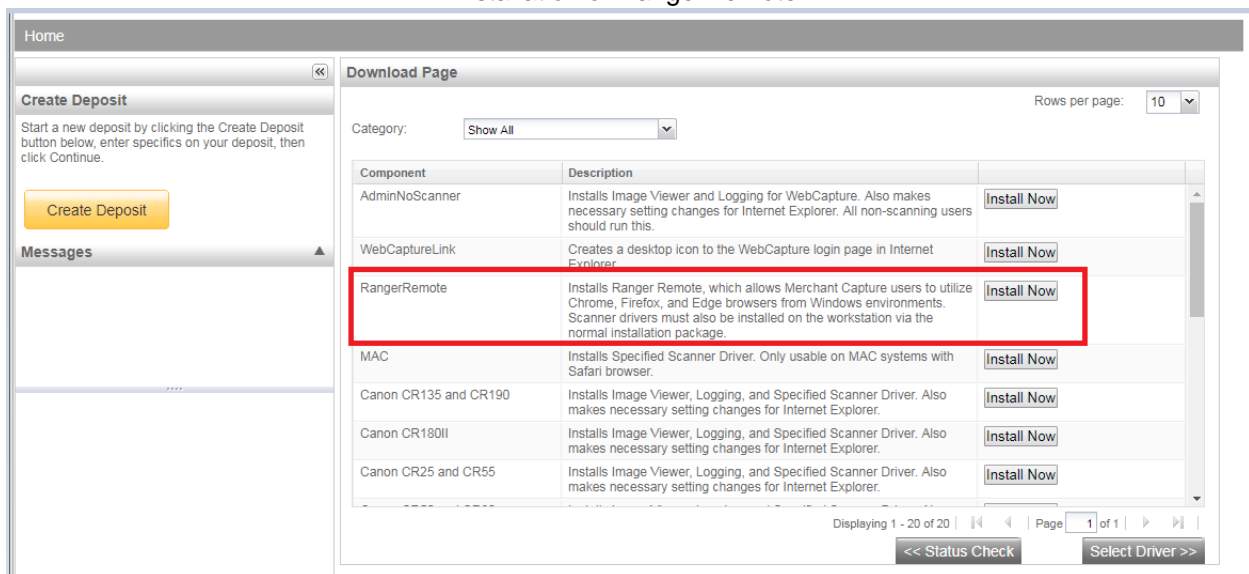 Home
Create Deposit
Start a new deposit by clicking the Create Deposit
button below, enter specifics on your deposit, then
click Continue.
Create Deposit
Messages
Download Page
Rows per page: 10
Category: Show All
Component Description
AdminNoScanner Installs Image Viewer and Logging for WebCapture. Also makes Install Now
necessary setting changes for Internet Explorer. All non-scanning users
should run this.
WebCaptureLink Creates a desktop icon to the WebCapture login page in Internet Install Now
Explorer.
RangerRemote Installs Ranger Remote, which allows Merchant Capture users to utilize Install Now
Chrome, Firefox, and Edge browsers from Windows environments.
Scanner drivers must also be installed on the workstation via the
normal installation package.
MAC Installs Specified Scanner Driver. Only usable on MAC systems with Install Now
Safari browser.
Canon CR135 and CR190 Installs Image Viewer, Logging, and Specified Scanner Driver. Also Install Now
makes necessary setting changes for Internet Explorer.
Canon CR180II Installs Image Viewer, Logging, and Specified Scanner Driver. Also Install Now
makes necessary setting changes for Internet Explorer.
Canon CR25 and CR55 Installs Image Viewer, Logging, and Specified Scanner Driver. Also Install Now
makes necessary setting changes for Internet Explorer.
Displaying 1 - 20 of 20 Page 1 of 1
<< Status Check Select Driver >>